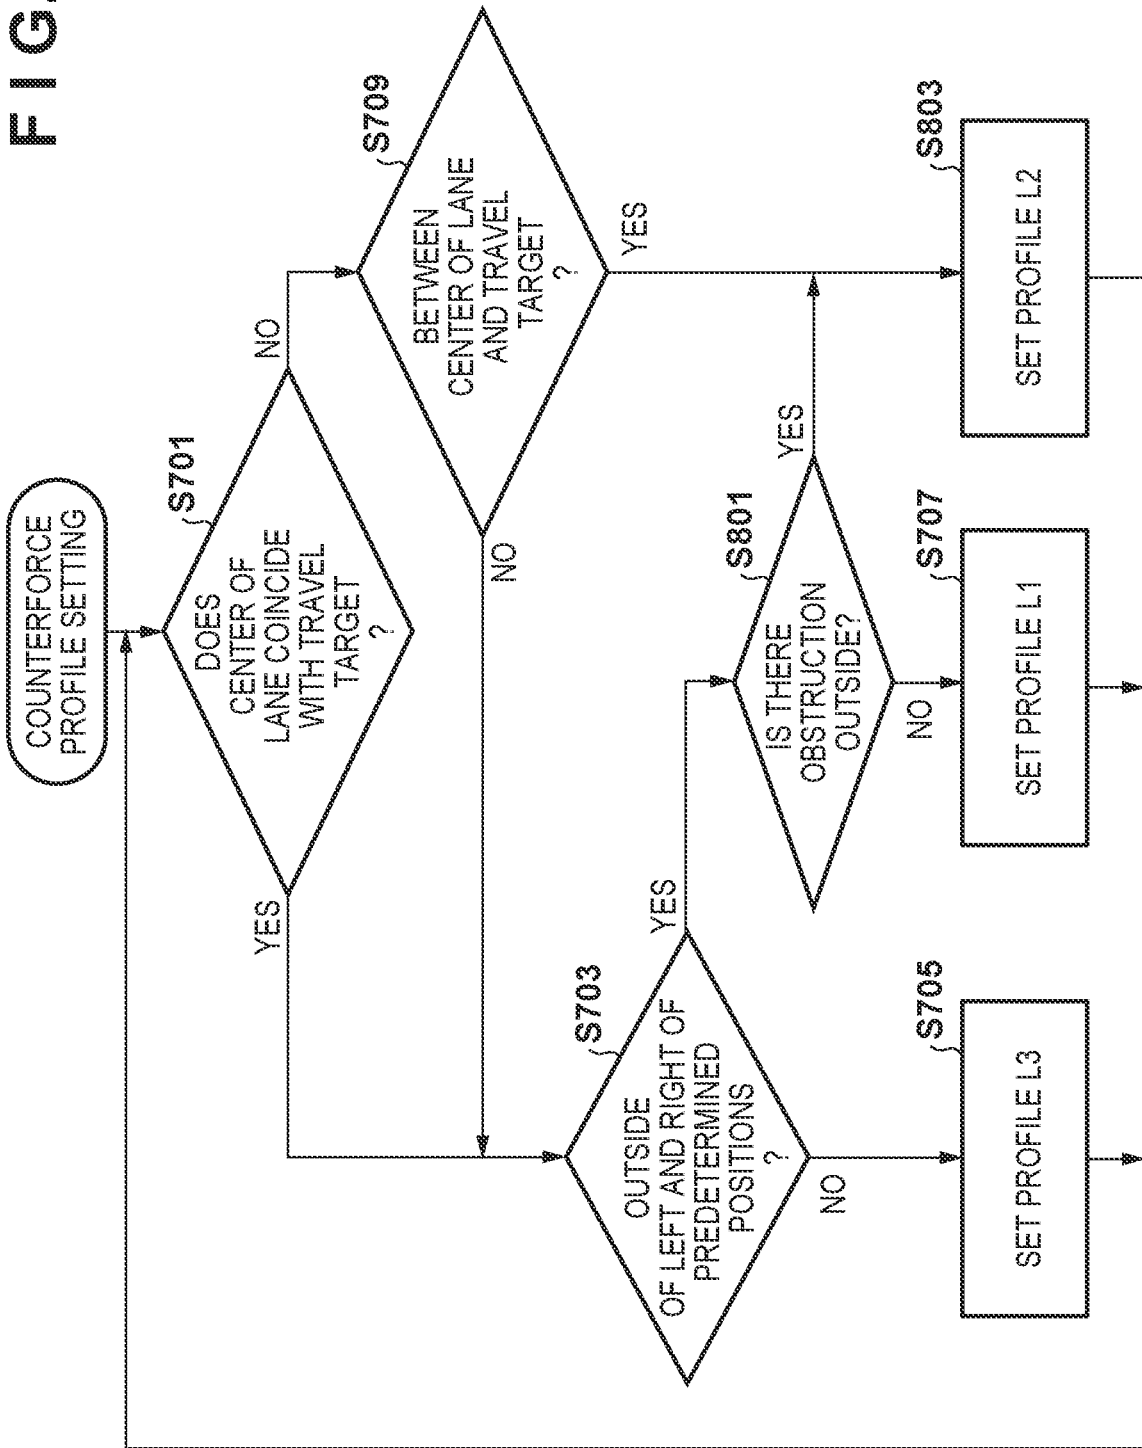 FIG.
COUNTERFORCE
PROFILE SETTING
S701
DOES
CENTER OF
LANE COINCIDE
WITH TRAVEL
TARGET
?
YES
NO
S709
BETWEEN
CENTER OF LANE
AND TRAVEL
TARGET
?
NO
YES
S703
OUTSIDE
OF LEFT AND RIGHT OF
PREDETERMINED
POSITIONS
?
YES
NO
S801
IS THERE
OBSTRUCTION
OUTSIDE?
YES
NO
S705
SET PROFILE L3
S707
SET PROFILE L1
S803
SET PROFILE L2